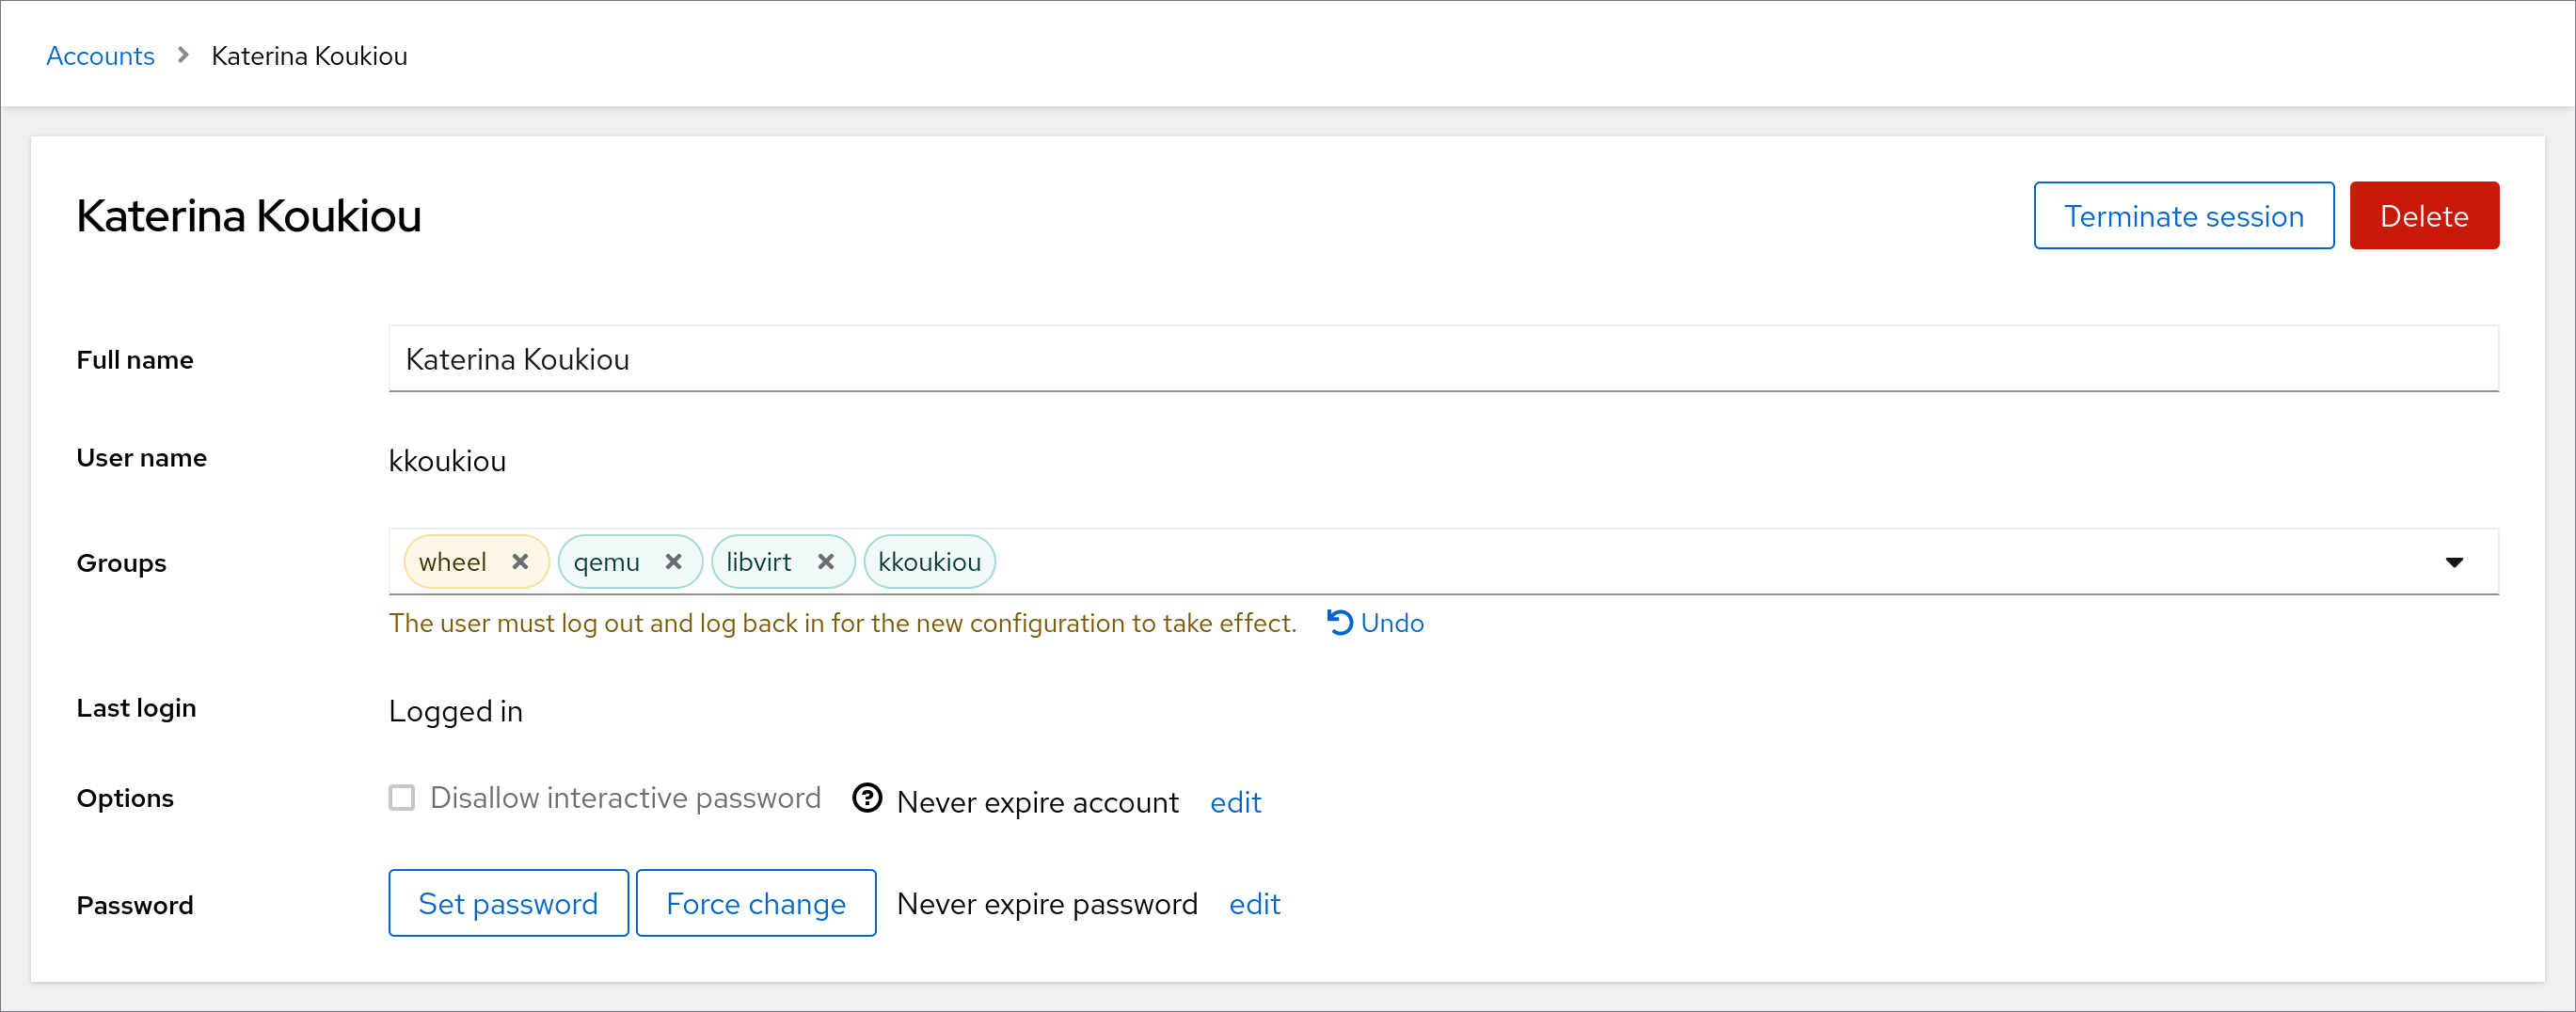 Accounts > Katerina Koukiou
Katerina Koukiou
Terminate session Delete
Full name Katerina Koukiou
User name kkoukiou
Groups wheel qemu libvirt kkoukiou
The user must log out and log back in for the new configuration to take effect. Undo
Last login Logged in
Options Disallow interactive password Never expire account edit
Password Set password Force change Never expire password edit